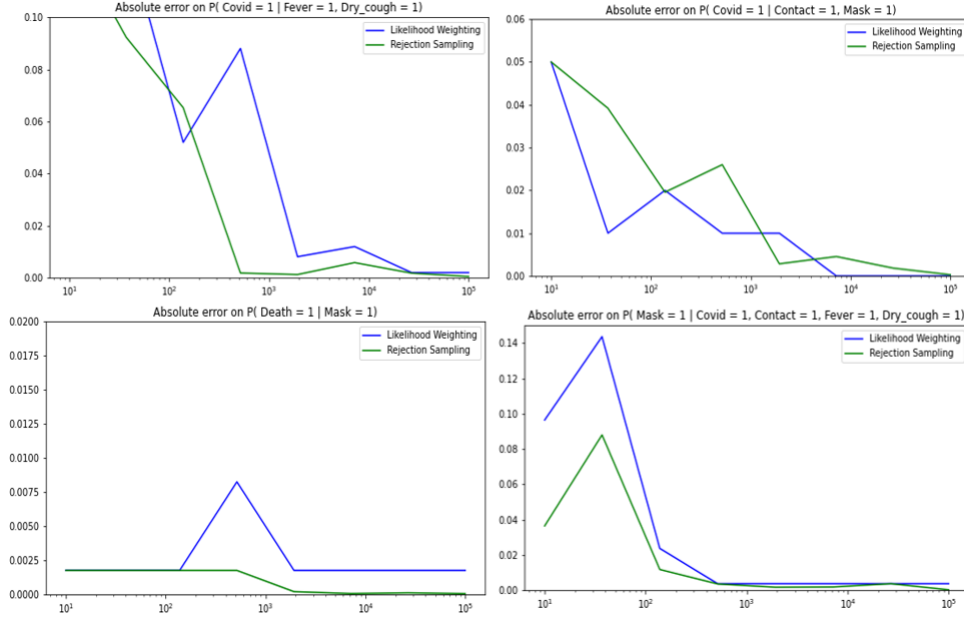 Absolute error on P( Covid = 1 | Fever = 1, Dry_cough = 1)
0.10
0.08
0.06
0.04
0.02
0.00
10¹ 10² 10³ 10⁴ 10⁵
Likelihood Weighting
Rejection Sampling
Absolute error on P( Covid = 1 | Contact = 1, Mask = 1)
0.06
0.05
0.04
0.03
0.02
0.01
0.00
10¹ 10² 10³ 10⁴ 10⁵
Likelihood Weighting
Rejection Sampling
Absolute error on P( Death = 1 | Mask = 1)
0.0200
0.0175
0.0150
0.0125
0.0100
0.0075
0.0050
0.0025
0.0000
10¹ 10² 10³ 10⁴ 10⁵
Likelihood Weighting
Rejection Sampling
Absolute error on P( Mask = 1 | Covid = 1, Contact = 1, Fever = 1, Dry_cough = 1)
0.14
0.12
0.10
0.08
0.06
0.04
0.02
0.00
10¹ 10² 10³ 10⁴ 10⁵
Likelihood Weighting
Rejection Sampling